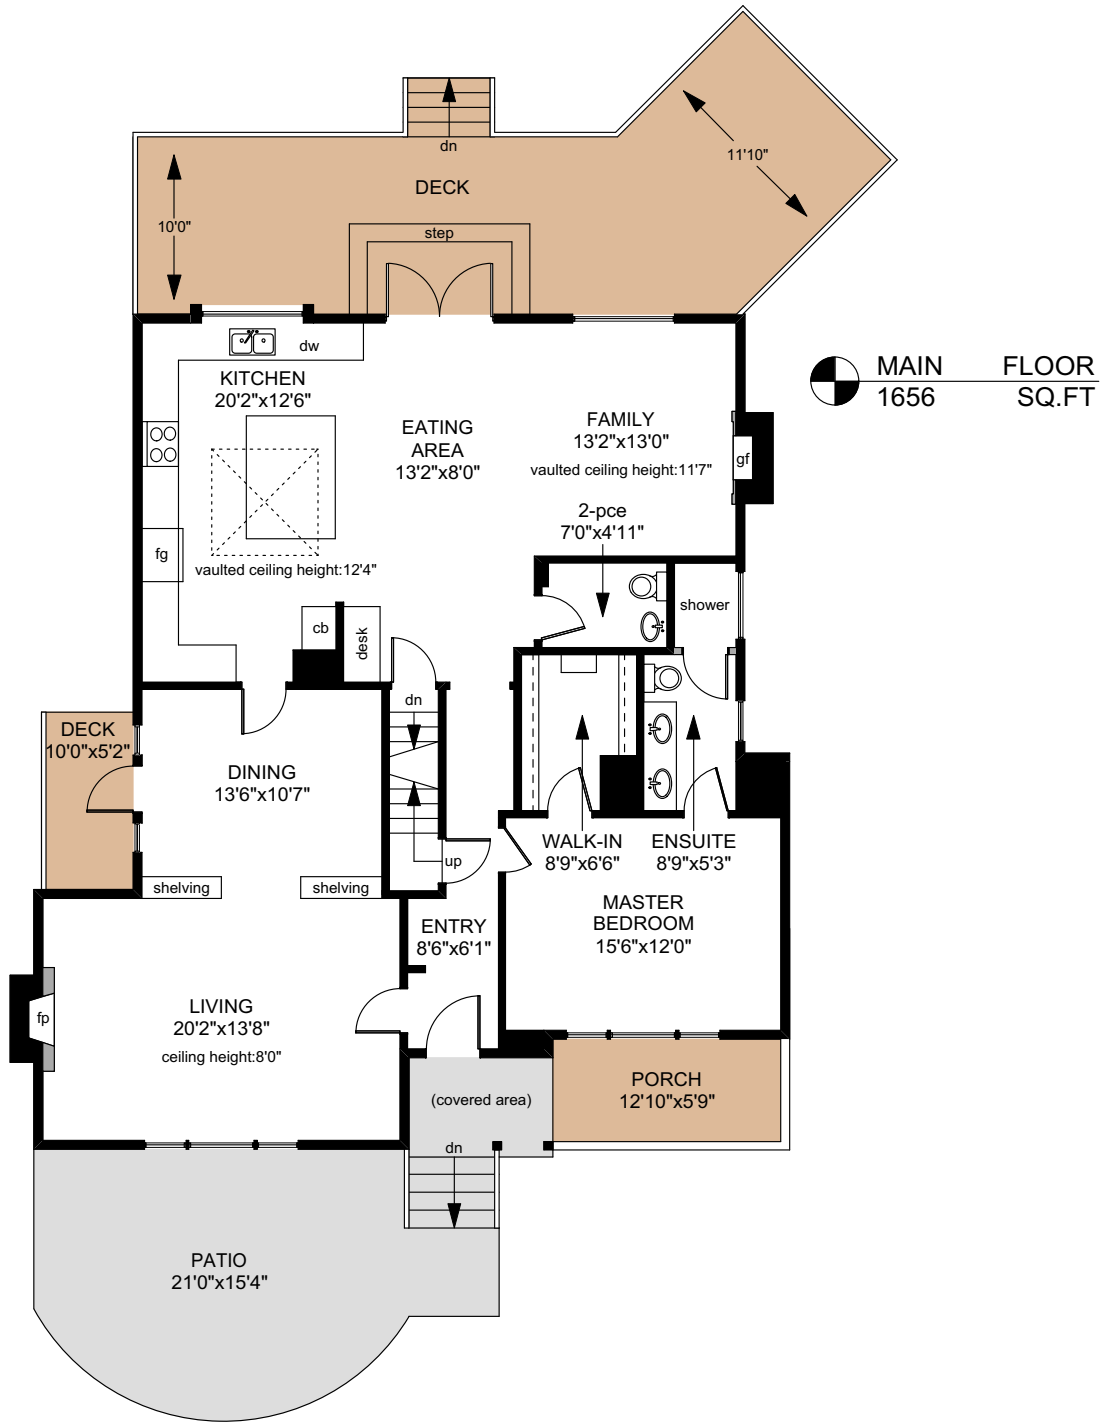 dn
DECK
11'10"
10'0"
step
dw
KITCHEN
20'2"x12'6"
EATING
AREA
13'2"x8'0"
FAMILY
13'2"x13'0"
vaulted ceiling height:11'7"
gf
MAIN FLOOR
1656 SQ.FT
2-pce
7'0"x4'11"
fg
vaulted ceiling height:12'4"
cb
desk
shower
dn
DECK
10'0"x5'2"
DINING
13'6"x10'7"
up
WALK-IN
8'9"x6'6"
ENSUITE
8'9"x5'3"
shelving
shelving
MASTER
BEDROOM
15'6"x12'0"
ENTRY
8'6"x6'1"
fp
LIVING
20'2"x13'8"
ceiling height:8'0"
(covered area)
PORCH
12'10"x5'9"
dn
PATIO
21'0"x15'4"